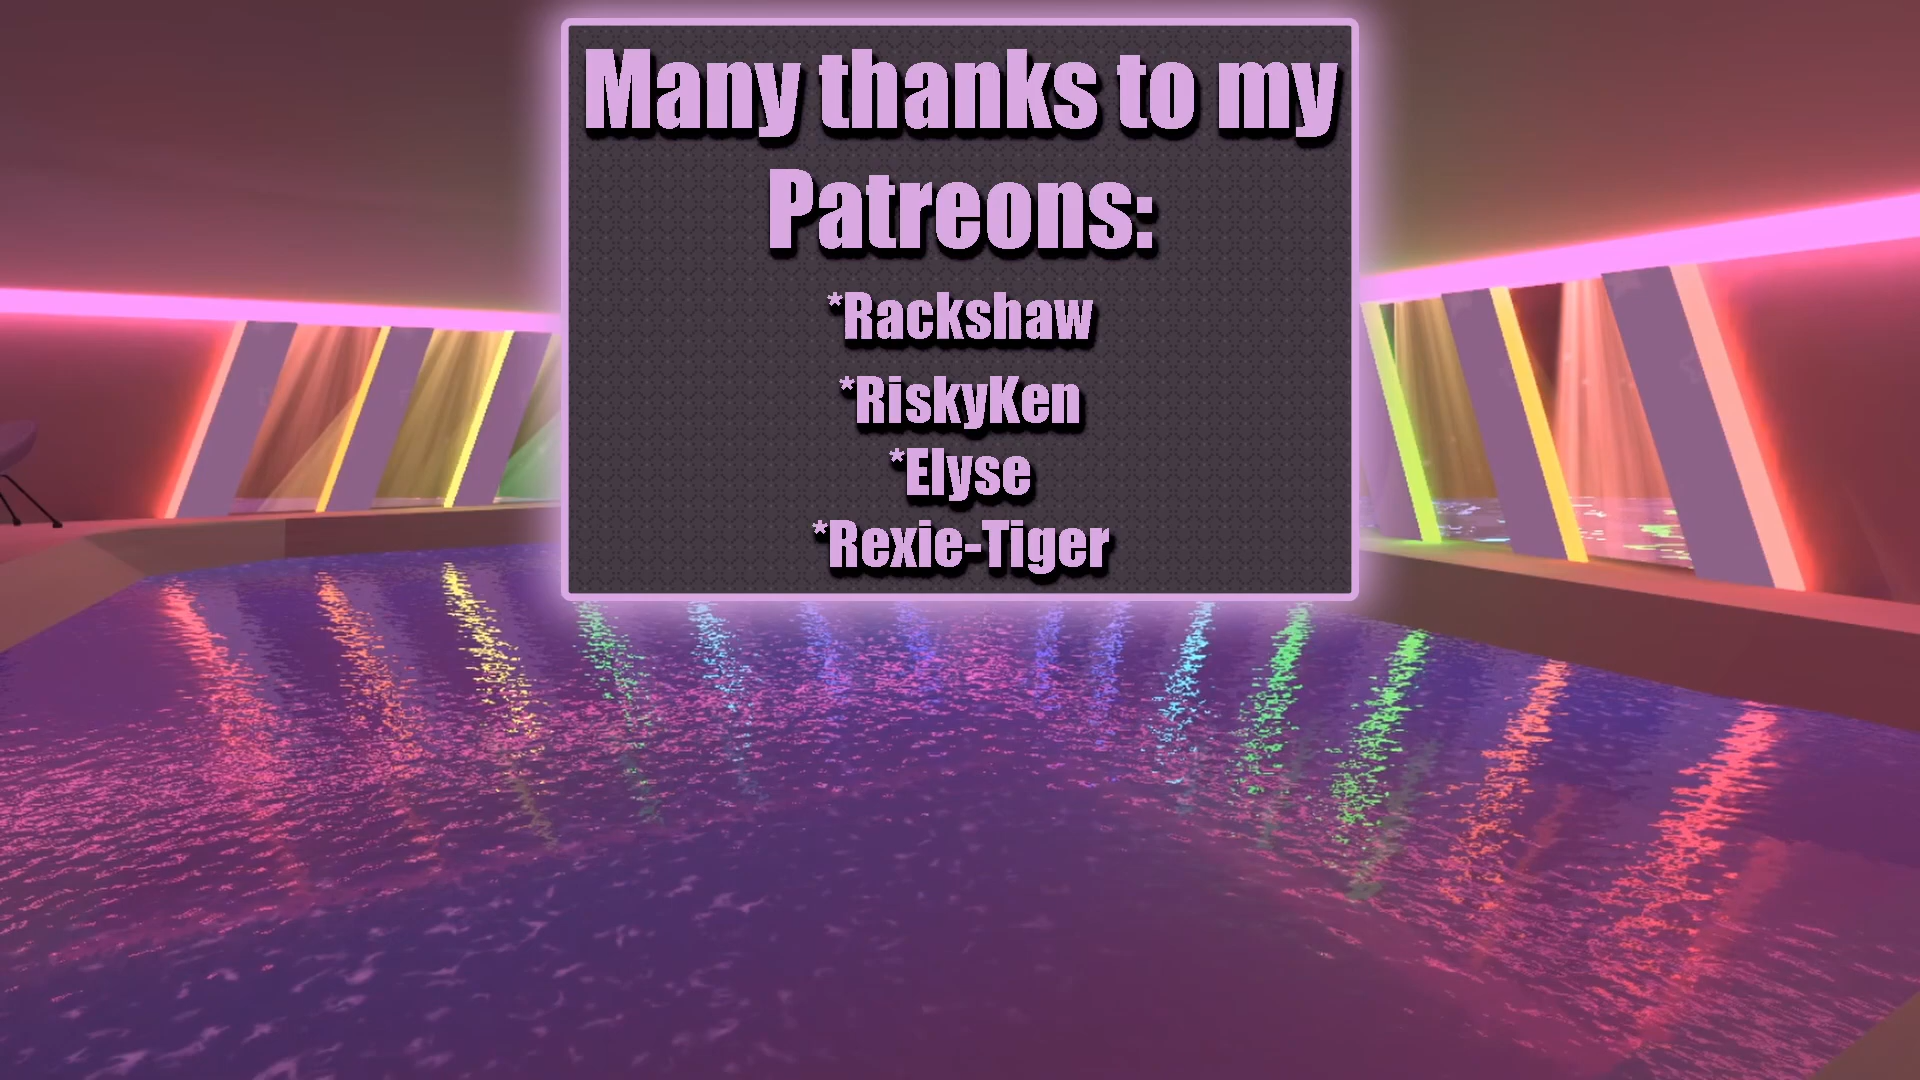 Many thanks to my
Patreons:
*Rackshaw
*RiskyKen
*Elyse
*Rexie-Tiger